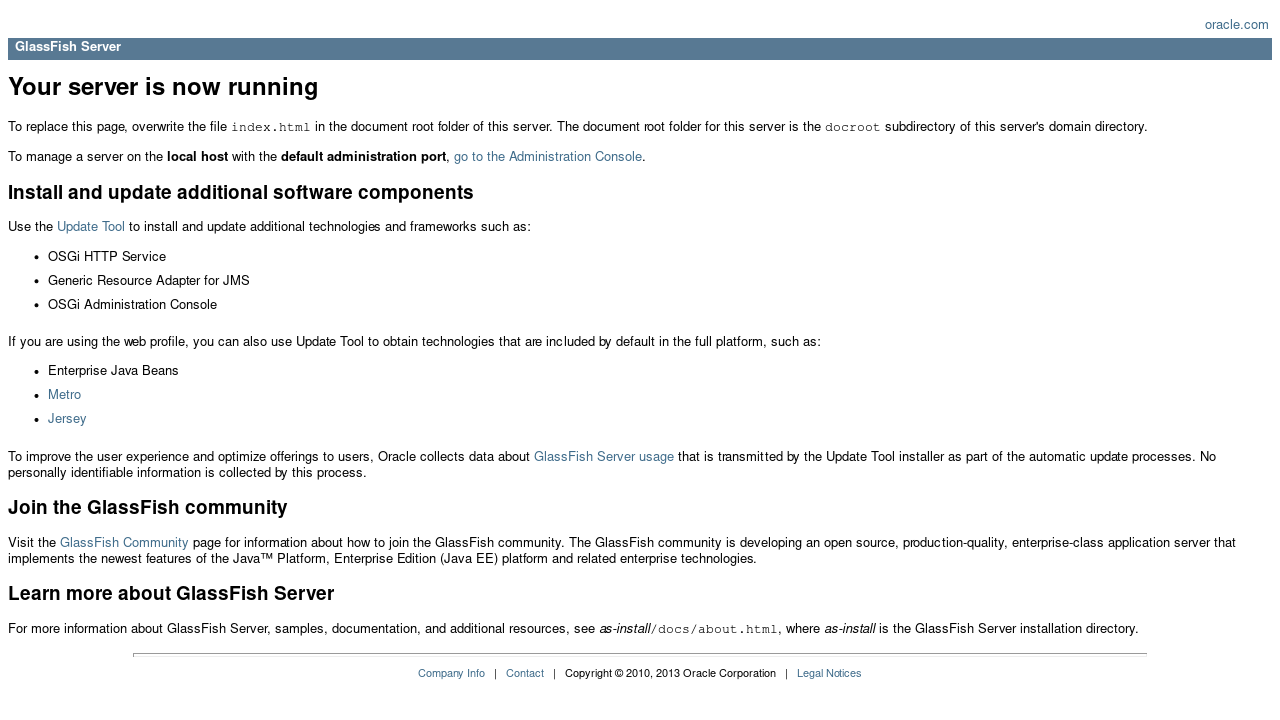 oracle.com
GlassFish Server
Your server is now running
To replace this page, overwrite the file index.html in the document root folder of this server. The document root folder for this server is the docroot subdirectory of this server's domain directory.
To manage a server on the local host with the default administration port, go to the Administration Console.
Install and update additional software components
Use the Update Tool to install and update additional technologies and frameworks such as:
• OSGi HTTP Service
• Generic Resource Adapter for JMS
• OSGi Administration Console
If you are using the web profile, you can also use Update Tool to obtain technologies that are included by default in the full platform, such as:
• Enterprise Java Beans
• Metro
• Jersey
To improve the user experience and optimize offerings to users, Oracle collects data about GlassFish Server usage that is transmitted by the Update Tool installer as part of the automatic update processes. No
personally identifiable information is collected by this process.
Join the GlassFish community
Visit the GlassFish Community page for information about how to join the GlassFish community. The GlassFish community is developing an open source, production-quality, enterprise-class application server that
implements the newest features of the Java™ Platform, Enterprise Edition (Java EE) platform and related enterprise technologies.
Learn more about GlassFish Server
For more information about GlassFish Server, samples, documentation, and additional resources, see as-install/docs/about.html, where as-install is the GlassFish Server installation directory.
Company Info | Contact | Copyright © 2010, 2013 Oracle Corporation | Legal Notices